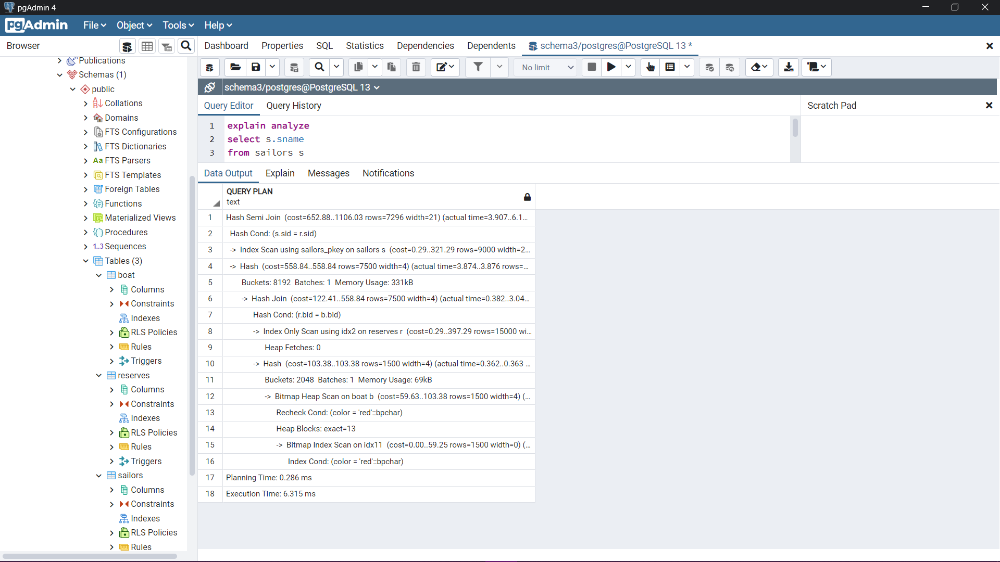 pgAdmin 4
pgAdmin File Object Tools Help
Browser
Dashboard Properties SQL Statistics Dependencies Dependents schema3/postgres@PostgreSQL 13 *
No limit
schema3/postgres@PostgreSQL 13
Query Editor Query History
Scratch Pad
1 explain analyze
2 select s.sname
3 from sailors s
Data Output Explain Messages Notifications
QUERY PLAN
text
1 Hash Semi Join (cost=652.88..1106.03 rows=7296 width=21) (actual time=3.907..6.1...
2 Hash Cond: (s.sid = r.sid)
3 -> Index Scan using sailors_pkey on sailors s (cost=0.29..321.29 rows=9000 width=2...
4 -> Hash (cost=558.84..558.84 rows=7500 width=4) (actual time=3.874..3.876 rows=...
5 Buckets: 8192 Batches: 1 Memory Usage: 331kB
6 -> Hash Join (cost=122.41..558.84 rows=7500 width=4) (actual time=0.382..3.04...
7 Hash Cond: (r.bid = b.bid)
8 -> Index Only Scan using idx2 on reserves r (cost=0.29..397.29 rows=15000 wi...
9 Heap Fetches: 0
10 -> Hash (cost=103.38..103.38 rows=1500 width=4) (actual time=0.362..0.363 ...
11 Buckets: 2048 Batches: 1 Memory Usage: 69kB
12 -> Bitmap Heap Scan on boat b (cost=59.63..103.38 rows=1500 width=4) (...
13 Recheck Cond: (color = 'red'::bpchar)
14 Heap Blocks: exact=13
15 -> Bitmap Index Scan on idx11 (cost=0.00..59.25 rows=1500 width=0) (...
16 Index Cond: (color = 'red'::bpchar)
17 Planning Time: 0.286 ms
18 Execution Time: 6.315 ms
Publications
Schemas (1)
public
Collations
Domains
FTS Configurations
FTS Dictionaries
Aa FTS Parsers
FTS Templates
Foreign Tables
Functions
Materialized Views
Procedures
1..3 Sequences
Tables (3)
boat
Columns
Constraints
Indexes
RLS Policies
Rules
Triggers
reserves
Columns
Constraints
Indexes
RLS Policies
Rules
Triggers
sailors
Columns
Constraints
Indexes
RLS Policies
Rules